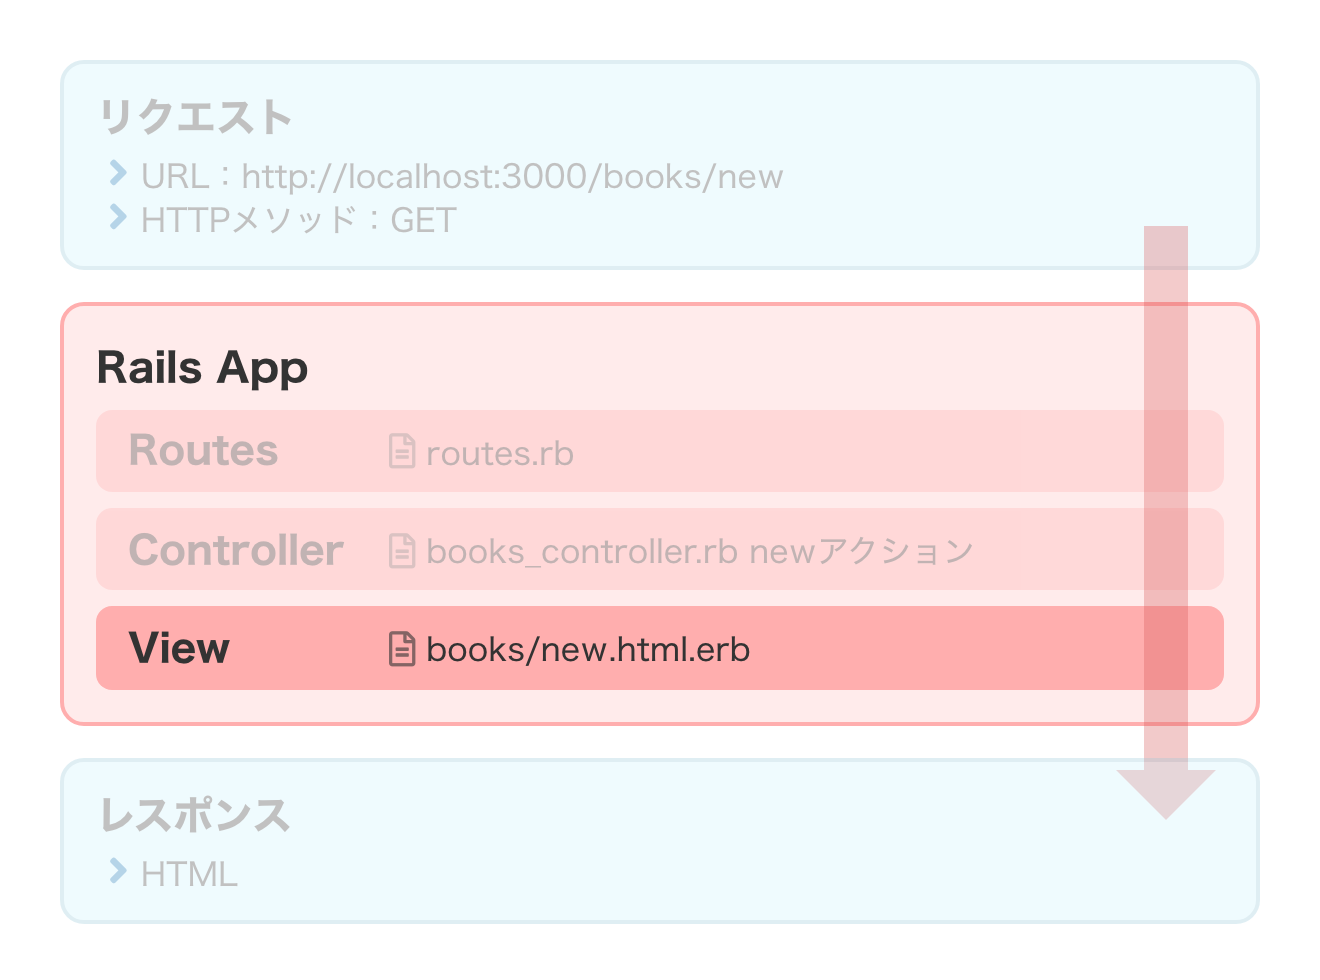 リクエスト
URL：http://localhost:3000/books/new
HTTPメソッド：GET
Rails App
Routes routes.rb
Controller books_controller.rb newアクション
View books/new.html.erb
レスポンス
HTML